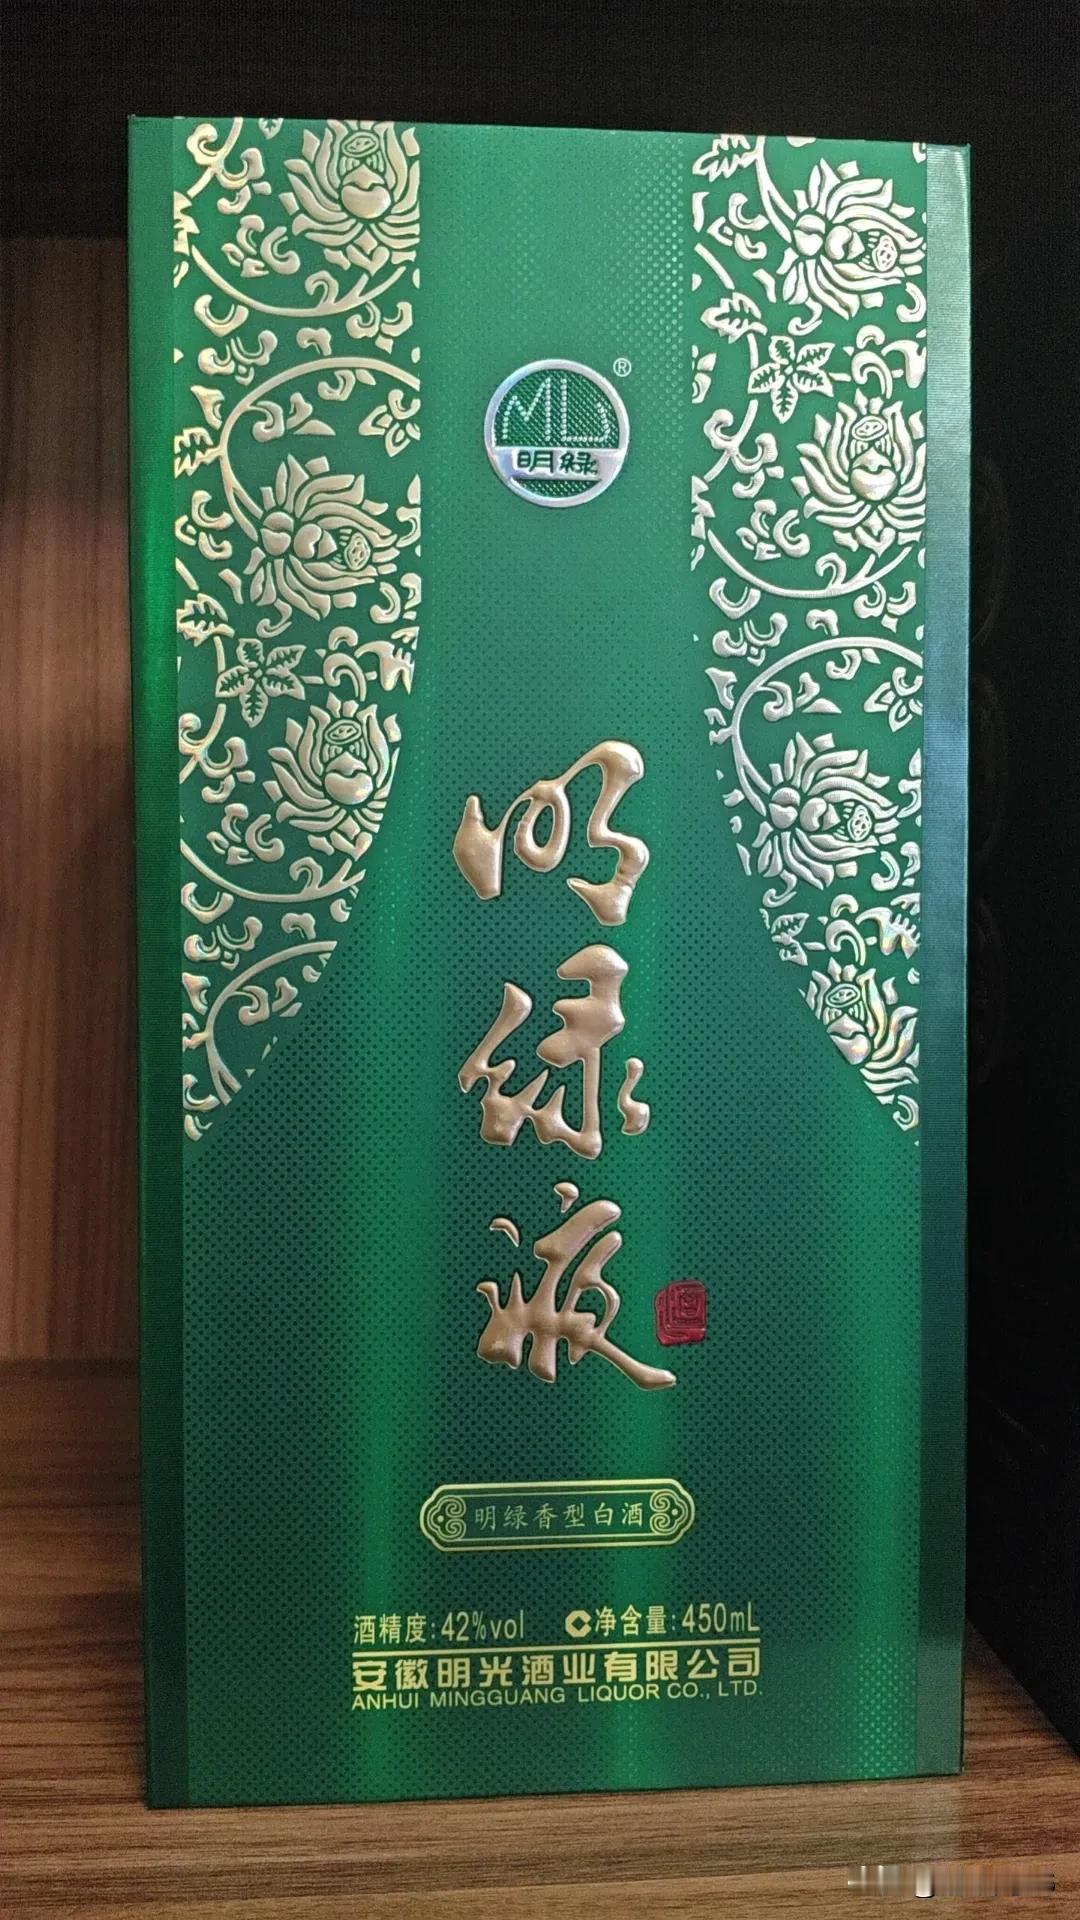 ®
ML
明緑
明绿液
明绿香型白酒
酒精度:42%vol 净含量:450mL
安徽明光酒业有限公司
ANHUI MINGGUANG LIQUOR CO., LTD.